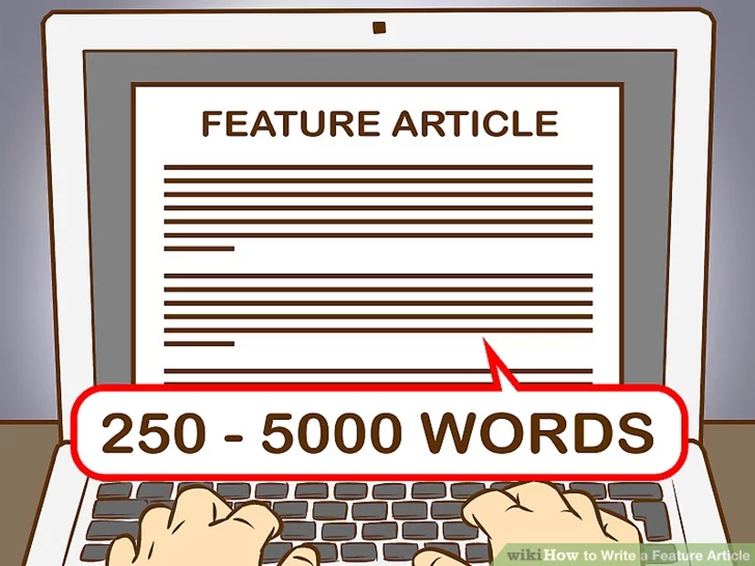 FEATURE ARTICLE
250 - 5000 WORDS
wikiHow to Write a Feature Article